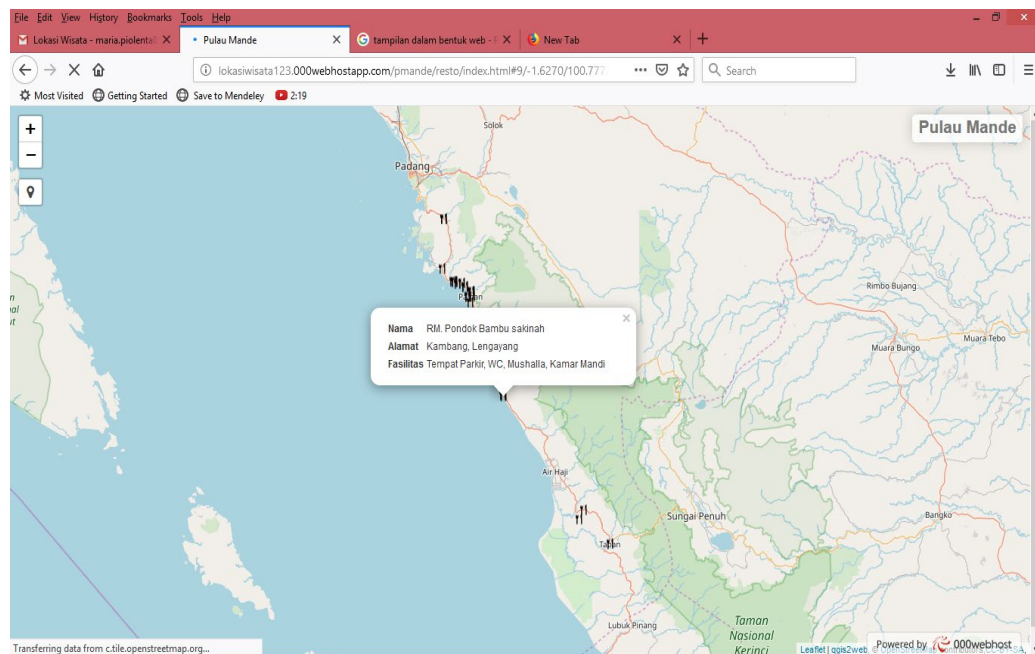 File Edit View History Bookmarks Tools Help
Lokasi Wisata - maria.piolenta
Pulau Mande
tampilan dalam bentuk web -
New Tab
lokasiwisata123.000webhostapp.com/pmande/resto/index.html#9/-1.6270/100.777
Search
Most Visited Getting Started Save to Mendeley 2:19
+
−
Pulau Mande
Solok
Padang
Rimbo Bujang
Muara Bungo
Muara Tebo
Nama RM. Pondok Bambu sakinah
Alamat Kambang, Lengayang
Fasilitas Tempat Parkir, WC, Mushalla, Kamar Mandi
Air Haji
Sungai Penuh
Bangko
Tapan
Lubuk Pinang
Taman
Nasional
Kerinci
Transferring data from c.tile.openstreetmap.org...
Leaflet | qgis2web, ©
Powered by 000webhost